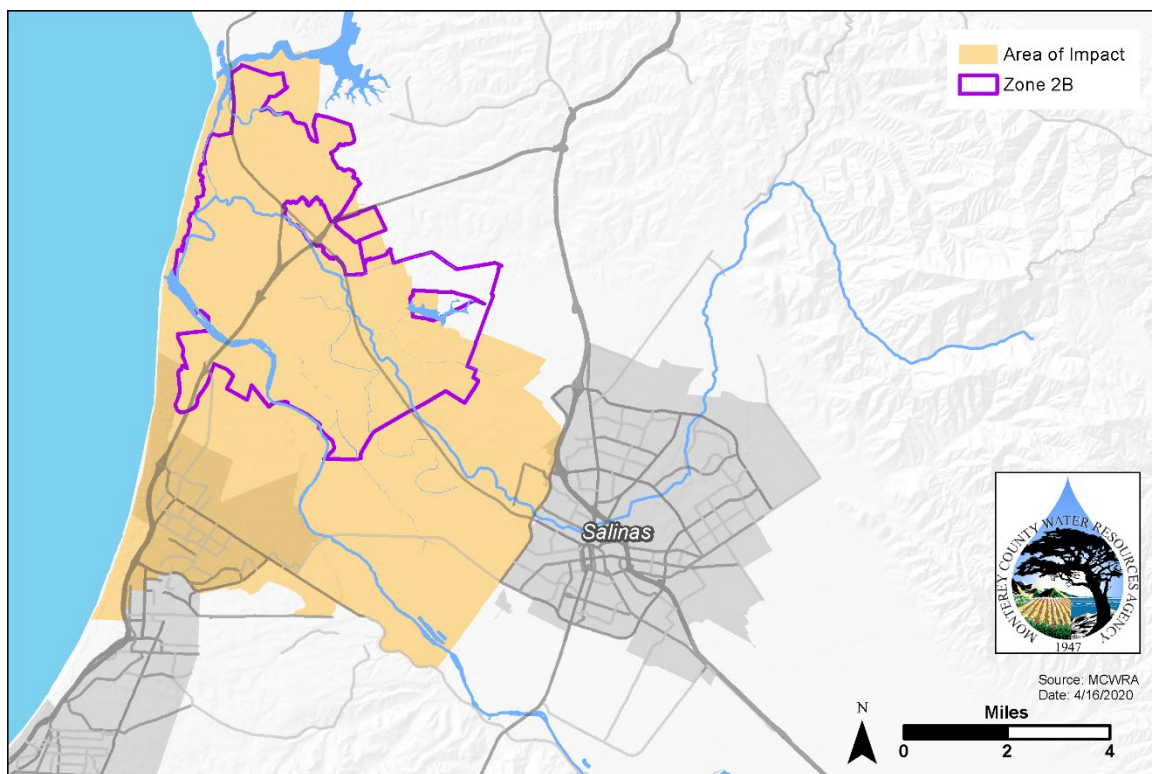 Area of Impact
Zone 2B
Salinas
MONTEREY COUNTY WATER RESOURCES AGENCY
1947
Source: MCWRA
Date: 4/16/2020
N
Miles
0 2 4